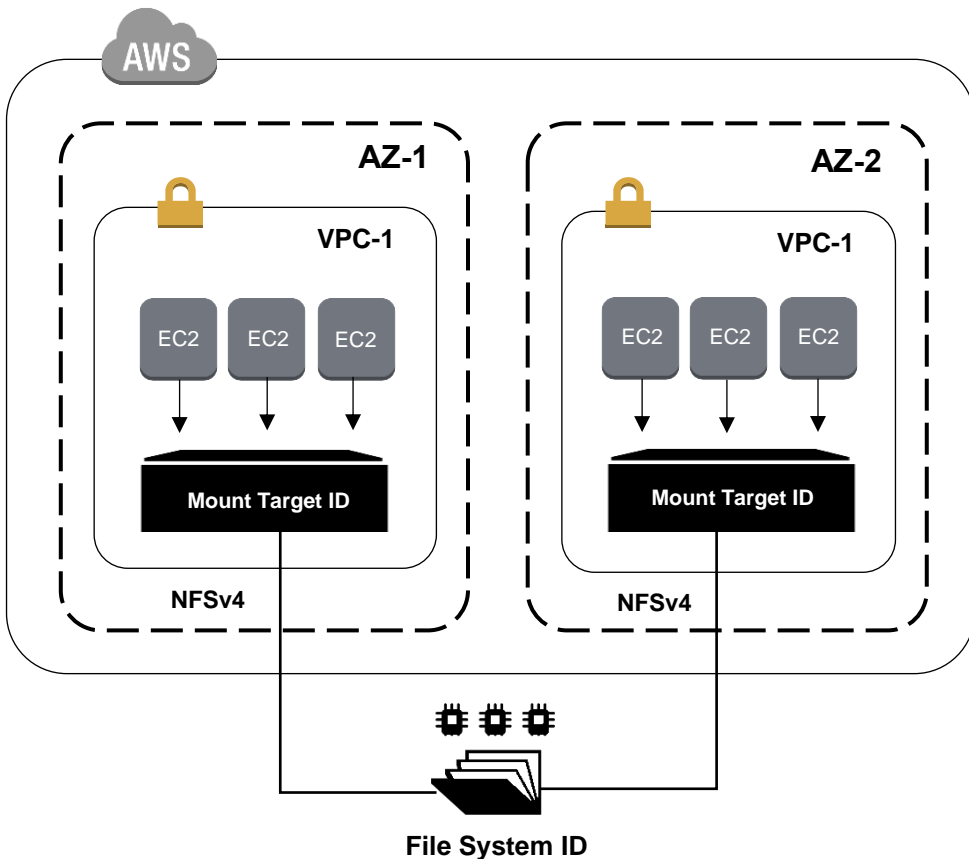 AWS
AZ-1
VPC-1
EC2
EC2
EC2
Mount Target ID
NFSv4
AZ-2
VPC-1
EC2
EC2
EC2
Mount Target ID
NFSv4
File System ID